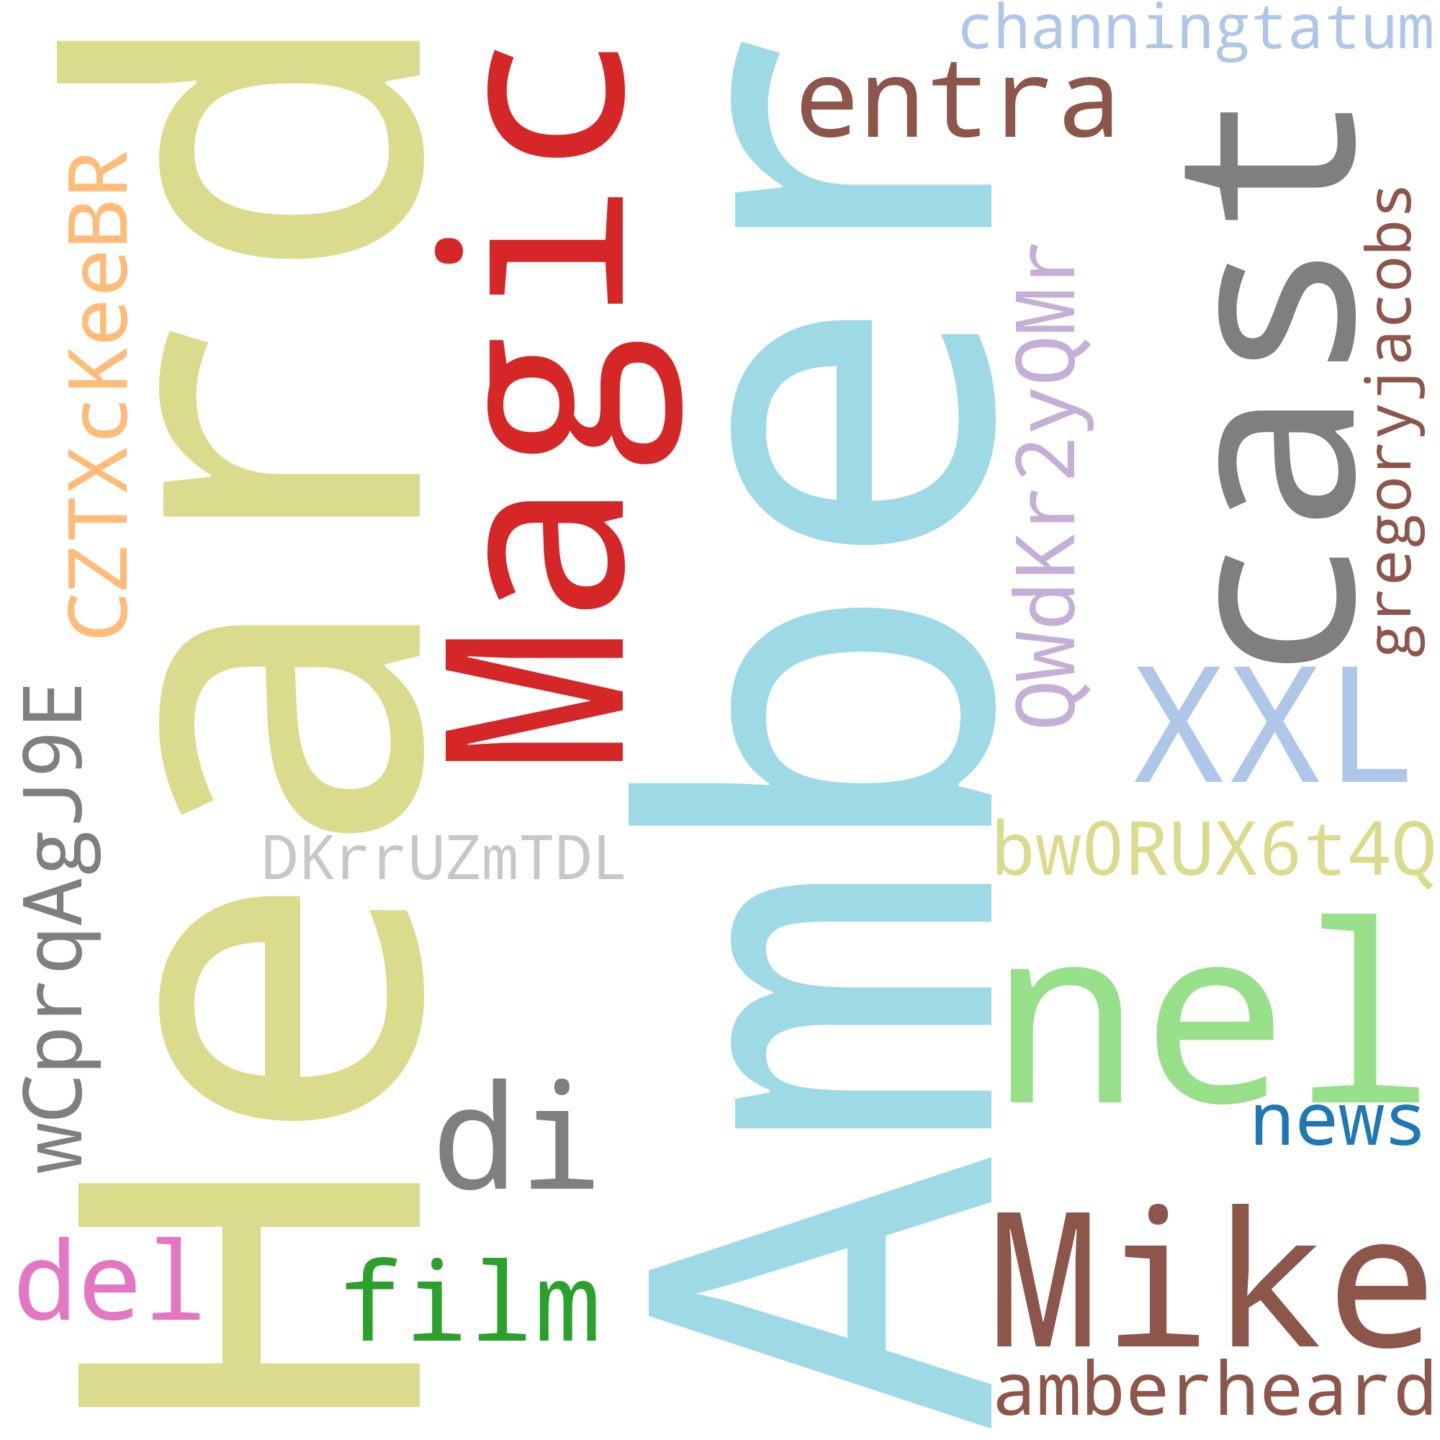 channingtatum
entra
Heard
Magic
Amber
cast
CZTXcKeeBR
gregoryjacobs
QWdKr2yQMr
XXL
wCprqAgJ9E
DKrrUZmTDL
bw0RUX6t4Q
nel
di
news
del
film
Mike
amberheard